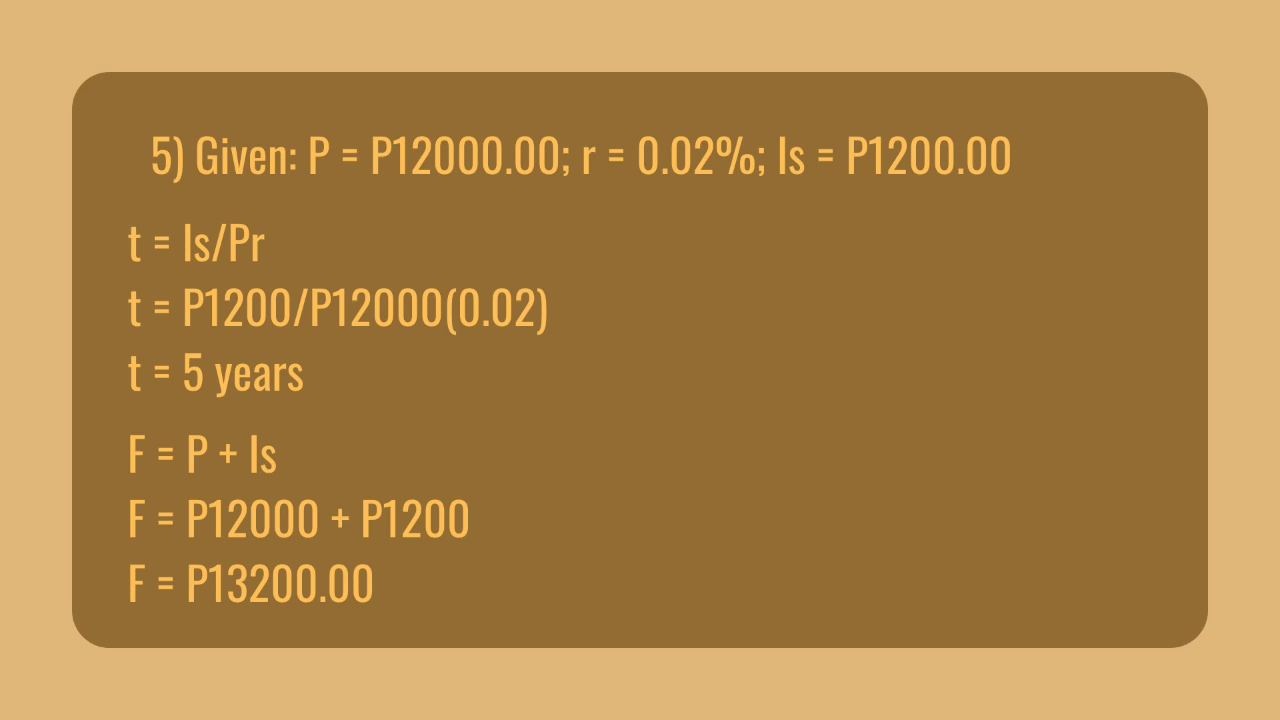 5) Given: P = P12000.00; r = 0.02%; Is = P1200.00
t = Is/Pr
t = P1200/P12000(0.02)
t = 5 years
F = P + Is
F = P12000 + P1200
F = P13200.00